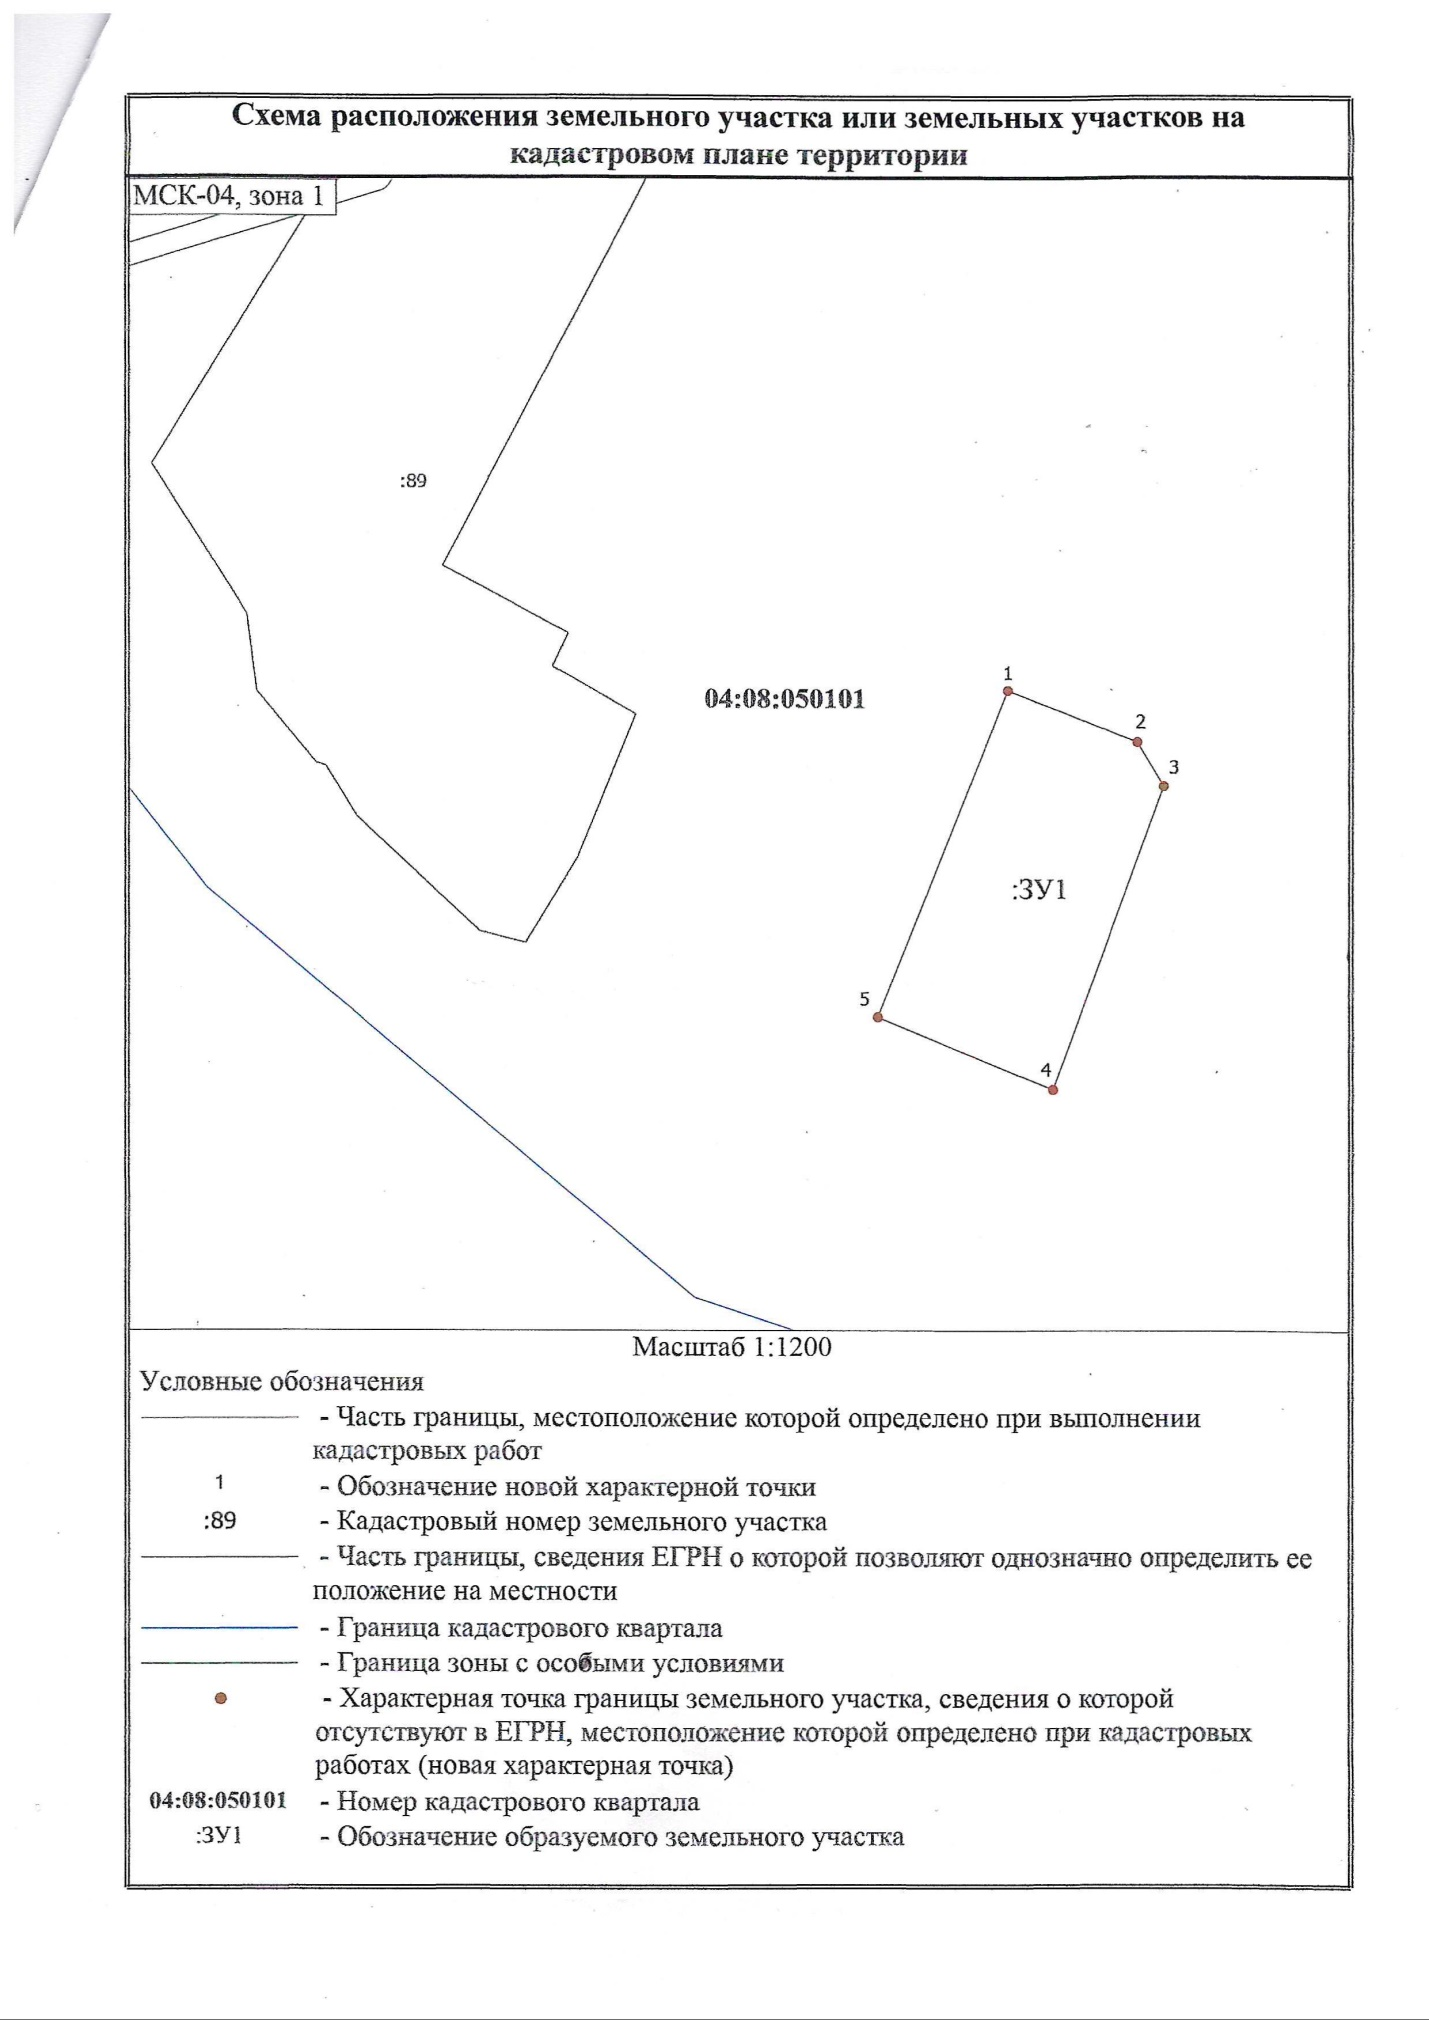 Схема расположения земельного участка или земельных участков на
кадастровом плане территории
МСК-04, зона 1
:89
04:08:050101
1
2
3
:ЗУ1
5
4
Масштаб 1:1200
Условные обозначения
- Часть границы, местоположение которой определено при выполнении
кадастровых работ
1 - Обозначение новой характерной точки
:89 - Кадастровый номер земельного участка
- Часть границы, сведения ЕГРН о которой позволяют однозначно определить ее
положение на местности
- Граница кадастрового квартала
- Граница зоны с особыми условиями
- Характерная точка границы земельного участка, сведения о которой
отсутствуют в ЕГРН, местоположение которой определено при кадастровых
работах (новая характерная точка)
04:08:050101 - Номер кадастрового квартала
:ЗУ1 - Обозначение образуемого земельного участка